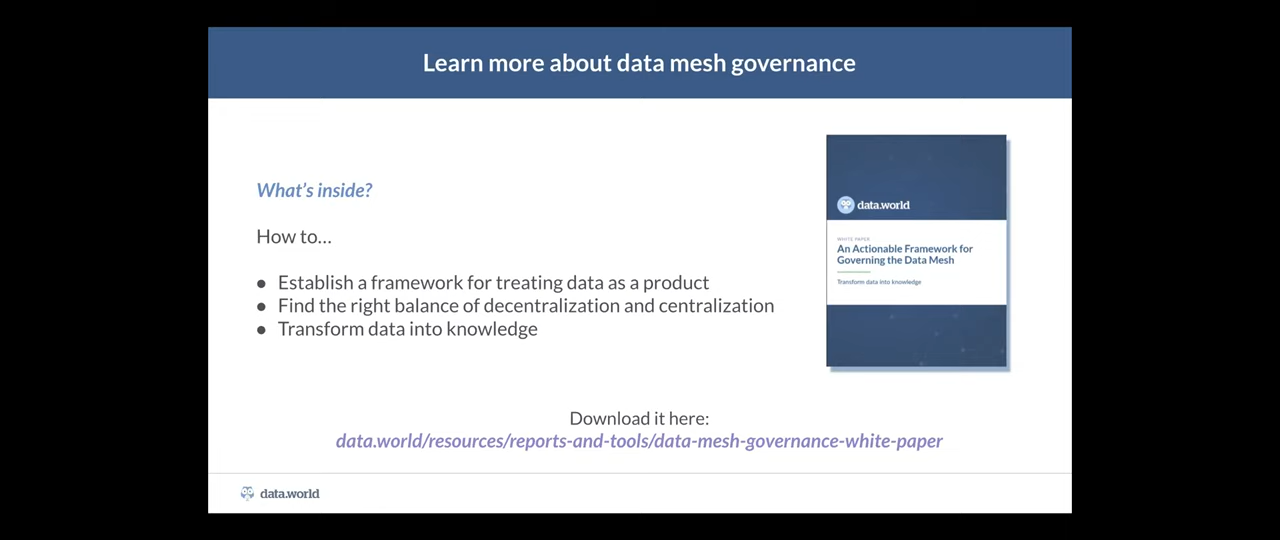 Learn more about data mesh governance
What's inside?
How to...
● Establish a framework for treating data as a product
● Find the right balance of decentralization and centralization
● Transform data into knowledge
data.world
WHITE PAPER
An Actionable Framework for
Governing the Data Mesh
Transform data into knowledge
Download it here:
data.world/resources/reports-and-tools/data-mesh-governance-white-paper
data.world